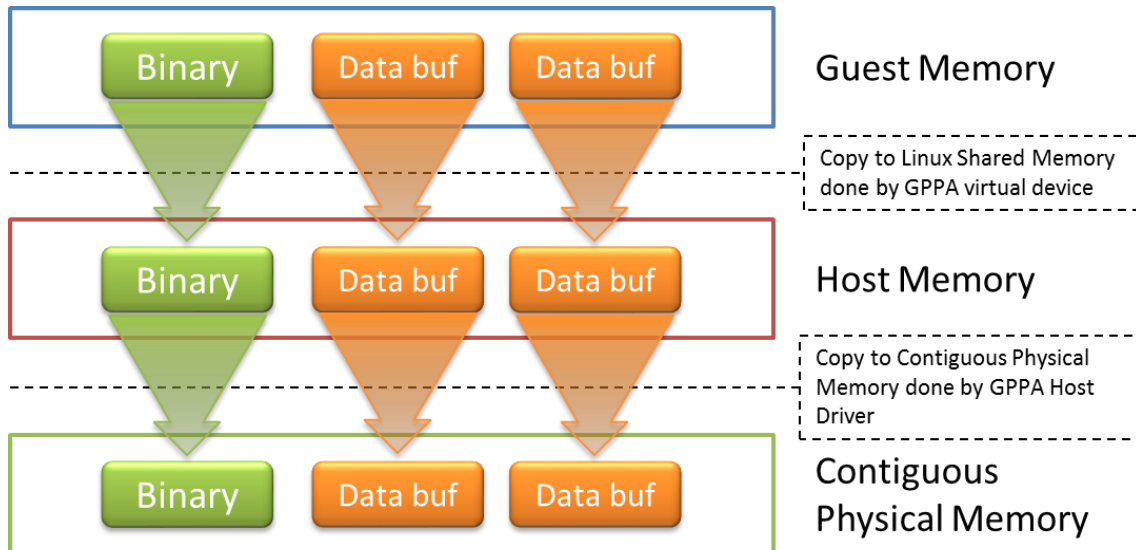 Binary Data buf Data buf
Guest Memory
Copy to Linux Shared Memory
done by GPPA virtual device
Binary Data buf Data buf
Host Memory
Copy to Contiguous Physical
Memory done by GPPA Host
Driver
Binary Data buf Data buf
Contiguous
Physical Memory